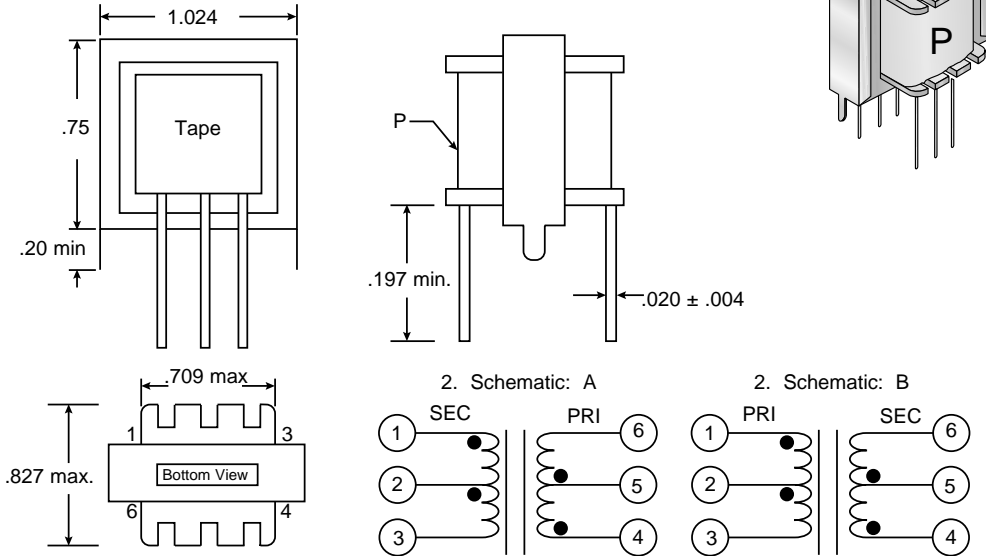 1.024
.75
Tape
.20 min
P
.197 min.
.020 ± .004
P
.709 max
1
3
.827 max.
Bottom View
6
4
2. Schematic: A
SEC
PRI
1
6
2
5
3
4
2. Schematic: B
PRI
SEC
1
6
2
5
3
4